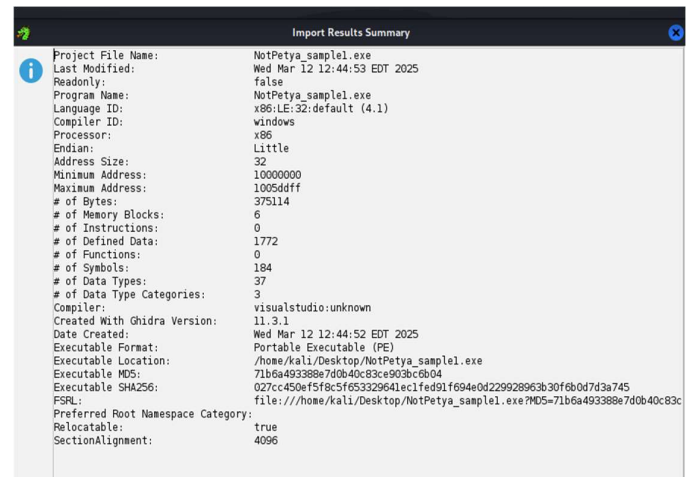 Import Results Summary
Project File Name: NotPetya_sample1.exe
Last Modified: Wed Mar 12 12:44:53 EDT 2025
Readonly: false
Program Name: NotPetya_sample1.exe
Language ID: x86:LE:32:default (4.1)
Compiler ID: windows
Processor: x86
Endian: Little
Address Size: 32
Minimum Address: 10000000
Maximum Address: 1005ddff
# of Bytes: 375114
# of Memory Blocks: 6
# of Instructions: 0
# of Defined Data: 1772
# of Functions: 0
# of Symbols: 184
# of Data Types: 37
# of Data Type Categories: 3
Compiler: visualstudio:unknown
Created With Ghidra Version: 11.3.1
Date Created: Wed Mar 12 12:44:52 EDT 2025
Executable Format: Portable Executable (PE)
Executable Location: /home/kali/Desktop/NotPetya_sample1.exe
Executable MD5: 71b6a493388e7d0b40c83ce903bc6b04
Executable SHA256: 027cc450ef5f8c5f653329641ec1fed91f694e0d229928963b30f6b0d7d3a745
FSRL: file:///home/kali/Desktop/NotPetya_sample1.exe?MD5=71b6a493388e7d0b40c83c
Preferred Root Namespace Category:
Relocatable: true
SectionAlignment: 4096